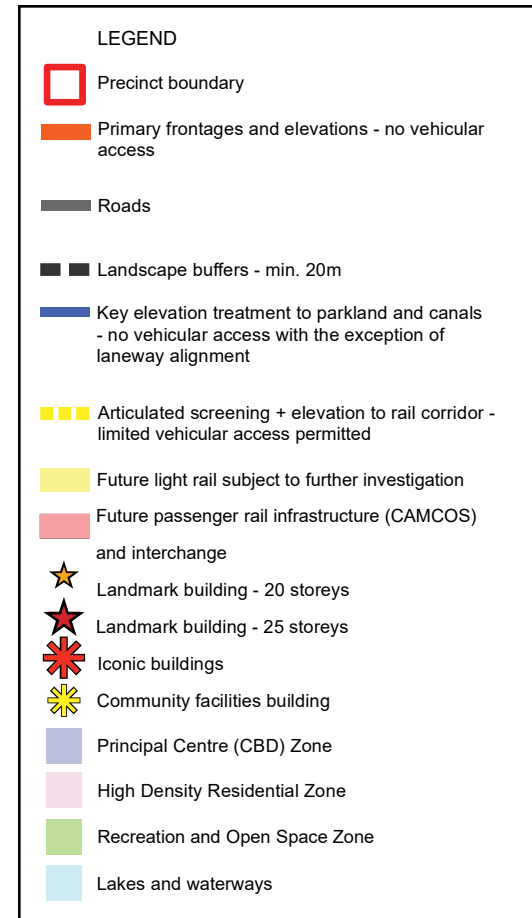 LEGEND
Precinct boundary
Primary frontages and elevations - no vehicular
access
Roads
Landscape buffers - min. 20m
Key elevation treatment to parkland and canals
- no vehicular access with the exception of
laneway alignment
Articulated screening + elevation to rail corridor -
limited vehicular access permitted
Future light rail subject to further investigation
Future passenger rail infrastructure (CAMCOS)
and interchange
Landmark building - 20 storeys
Landmark building - 25 storeys
Iconic buildings
Community facilities building
Principal Centre (CBD) Zone
High Density Residential Zone
Recreation and Open Space Zone
Lakes and waterways